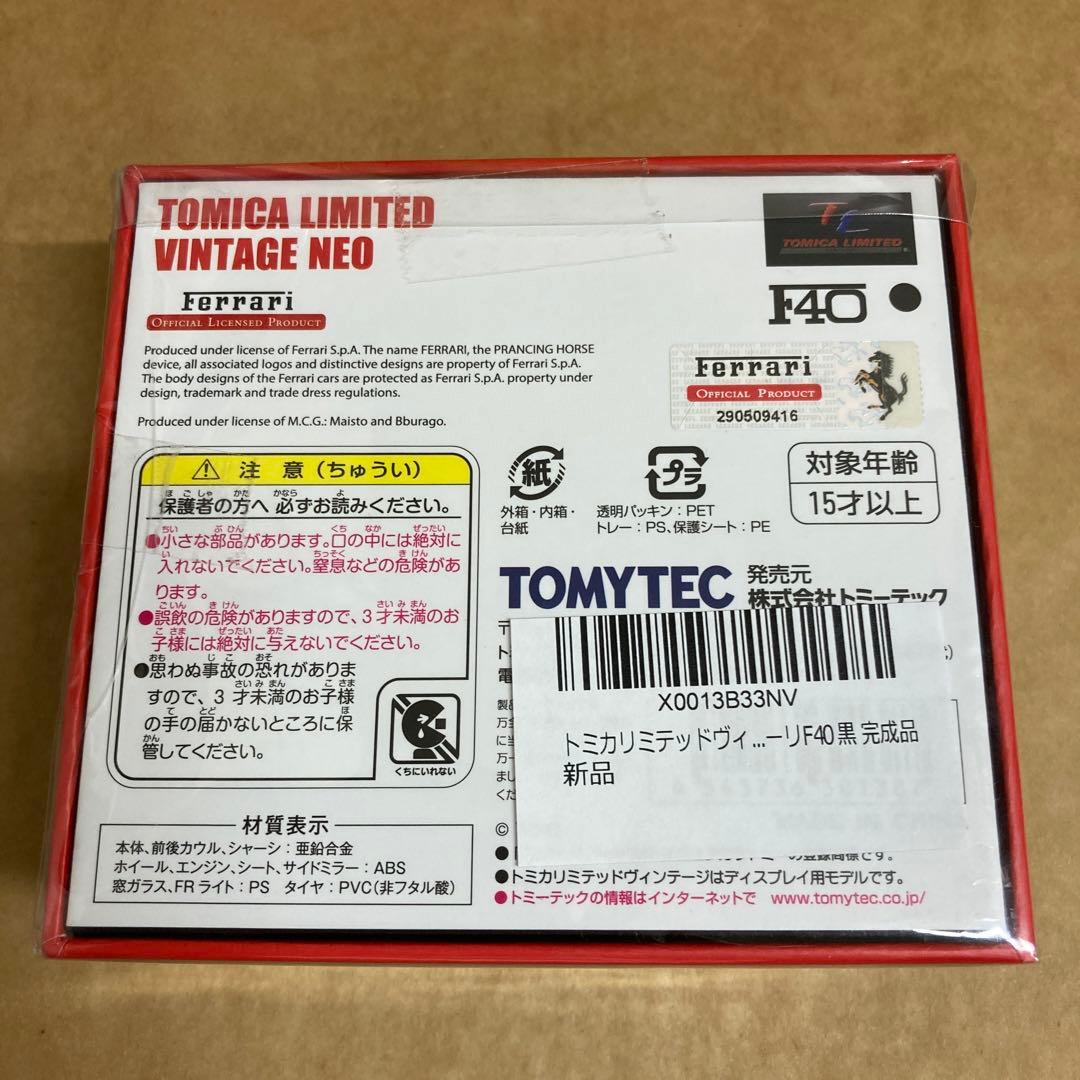 TOMICA LIMITED
VINTAGE NEO
TL
TOMICA LIMITED
Ferrari
OFFICIAL LICENSED PRODUCT
F40
Produced under license of Ferrari S.p.A. The name FERRARI, the PRANCING HORSE
device, all associated logos and distinctive designs are property of Ferrari S.p.A.
The body designs of the Ferrari cars are protected as Ferrari S.p.A. property under
design, trademark and trade dress regulations.
Produced under license of M.C.G.: Maisto and Bburago.
Ferrari
OFFICIAL PRODUCT
290509416
注意(ちゅうい)
保護者の方へ 必ずお読みください。
●小さな部品があります。口の中には絶対に
入れないでください。窒息などの危険があ
ります。
●誤飲の危険がありますので、3才未満のお
子様には絶対に与えないでください。
●思わぬ事故の恐れがありま
すので、3才未満のお子様
の手の届かないところに保
管してください。
くちにいれない
紙
外箱・内箱・
台紙
プラ
透明パッキン:PET
トレー:PS、保護シート:PE
対象年齢
15才以上
TOMYTEC
発売元
株式会社トミーテック
X0013B33NV
トミカリミテッドヴィ...ーリF40 黒 完成品
新品
材質表示
本体、前後カウル、シャーシ:亜鉛合金
ホイール、エンジン、シート、サイドミラー:ABS
窓ガラス、FRライト:PS タイヤ:PVC(非フタル酸)
の登録商標です。
●トミカリミテッドヴィンテージはディスプレイ用モデルです。
●トミーテックの情報はインターネットで www.tomytec.co.jp/